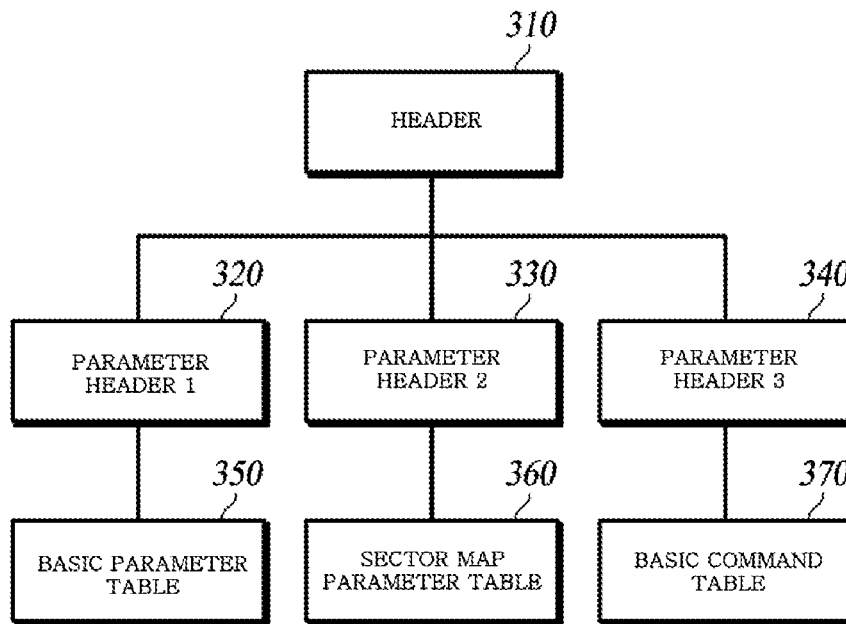 310
HEADER
320
330
340
PARAMETER
HEADER 1
PARAMETER
HEADER 2
PARAMETER
HEADER 3
350
360
370
BASIC PARAMETER
TABLE
SECTOR MAP
PARAMETER TABLE
BASIC COMMAND
TABLE